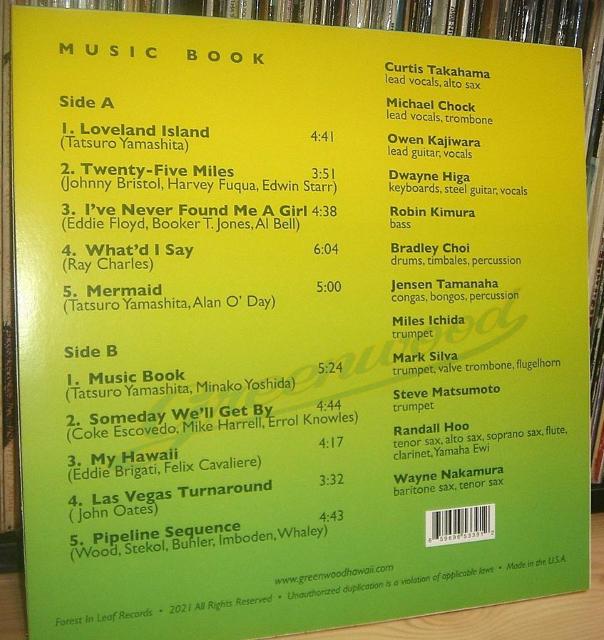 MUSIC BOOK
Side A
1. Loveland Island 4:41
(Tatsuro Yamashita)
2. Twenty-Five Miles 3:51
(Johnny Bristol, Harvey Fuqua, Edwin Starr)
3. I've Never Found Me A Girl 4:38
(Eddie Floyd, Booker T. Jones, Al Bell)
4. What'd I Say 6:04
(Ray Charles)
5. Mermaid 5:00
(Tatsuro Yamashita, Alan O' Day)
Side B
1. Music Book 5:24
(Tatsuro Yamashita, Minako Yoshida)
2. Someday We'll Get By 4:44
(Coke Escovedo, Mike Harrell, Errol Knowles)
3. My Hawaii 4:17
(Eddie Brigati, Felix Cavaliere)
4. Las Vegas Turnaround 3:32
( John Oates)
5. Pipeline Sequence 4:43
(Wood, Stekol, Buhler, Imboden, Whaley)
Curtis Takahama
lead vocals, alto sax
Michael Chock
lead vocals, trombone
Owen Kajiwara
lead guitar, vocals
Dwayne Higa
keyboards, steel guitar, vocals
Robin Kimura
bass
Bradley Choi
drums, timbales, percussion
Jensen Tamanaha
congas, bongos, percussion
Miles Ichida
trumpet
Mark Silva
trumpet, valve trombone, flugelhorn
Steve Matsumoto
trumpet
Randall Hoo
tenor sax, alto sax, soprano sax, flute,
clarinet, Yamaha Ewi
Wayne Nakamura
baritone sax, tenor sax
greenwood
www.greenwoodhawaii.com
Forest In Leaf Records • 2021 All Rights Reserved • Unauthorized duplication is a violation of applicable laws • Made in the U.S.A.